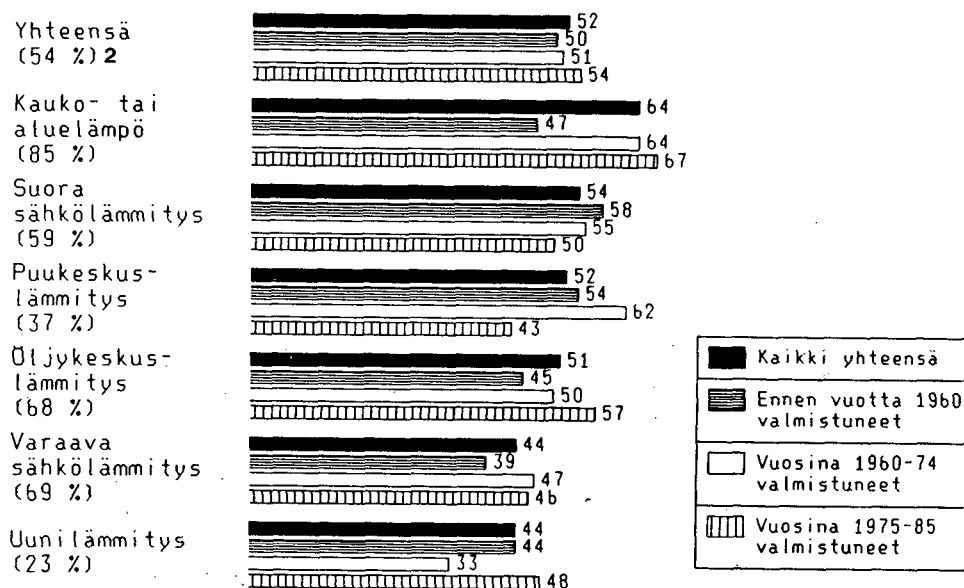 Yhteensä
(54 %) 2
52
50
51
54
Kauko- tai
aluelämpö
(85 %)
64
47
64
67
Suora
sähkölämmitys
(59 %)
54
58
55
50
Puukeskus-
lämmitys
(37 %)
52
54
62
43
Öljykeskus-
lämmitys
(68 %)
51
45
50
57
Varaava
sähkölämmitys
(69 %)
44
39
47
46
Uunilämmitys
(23 %)
44
44
33
48
Kaikki yhteensä
Ennen vuotta 1960
valmistuneet
Vuosina 1960-74
valmistuneet
Vuosina 1975-85
valmistuneet